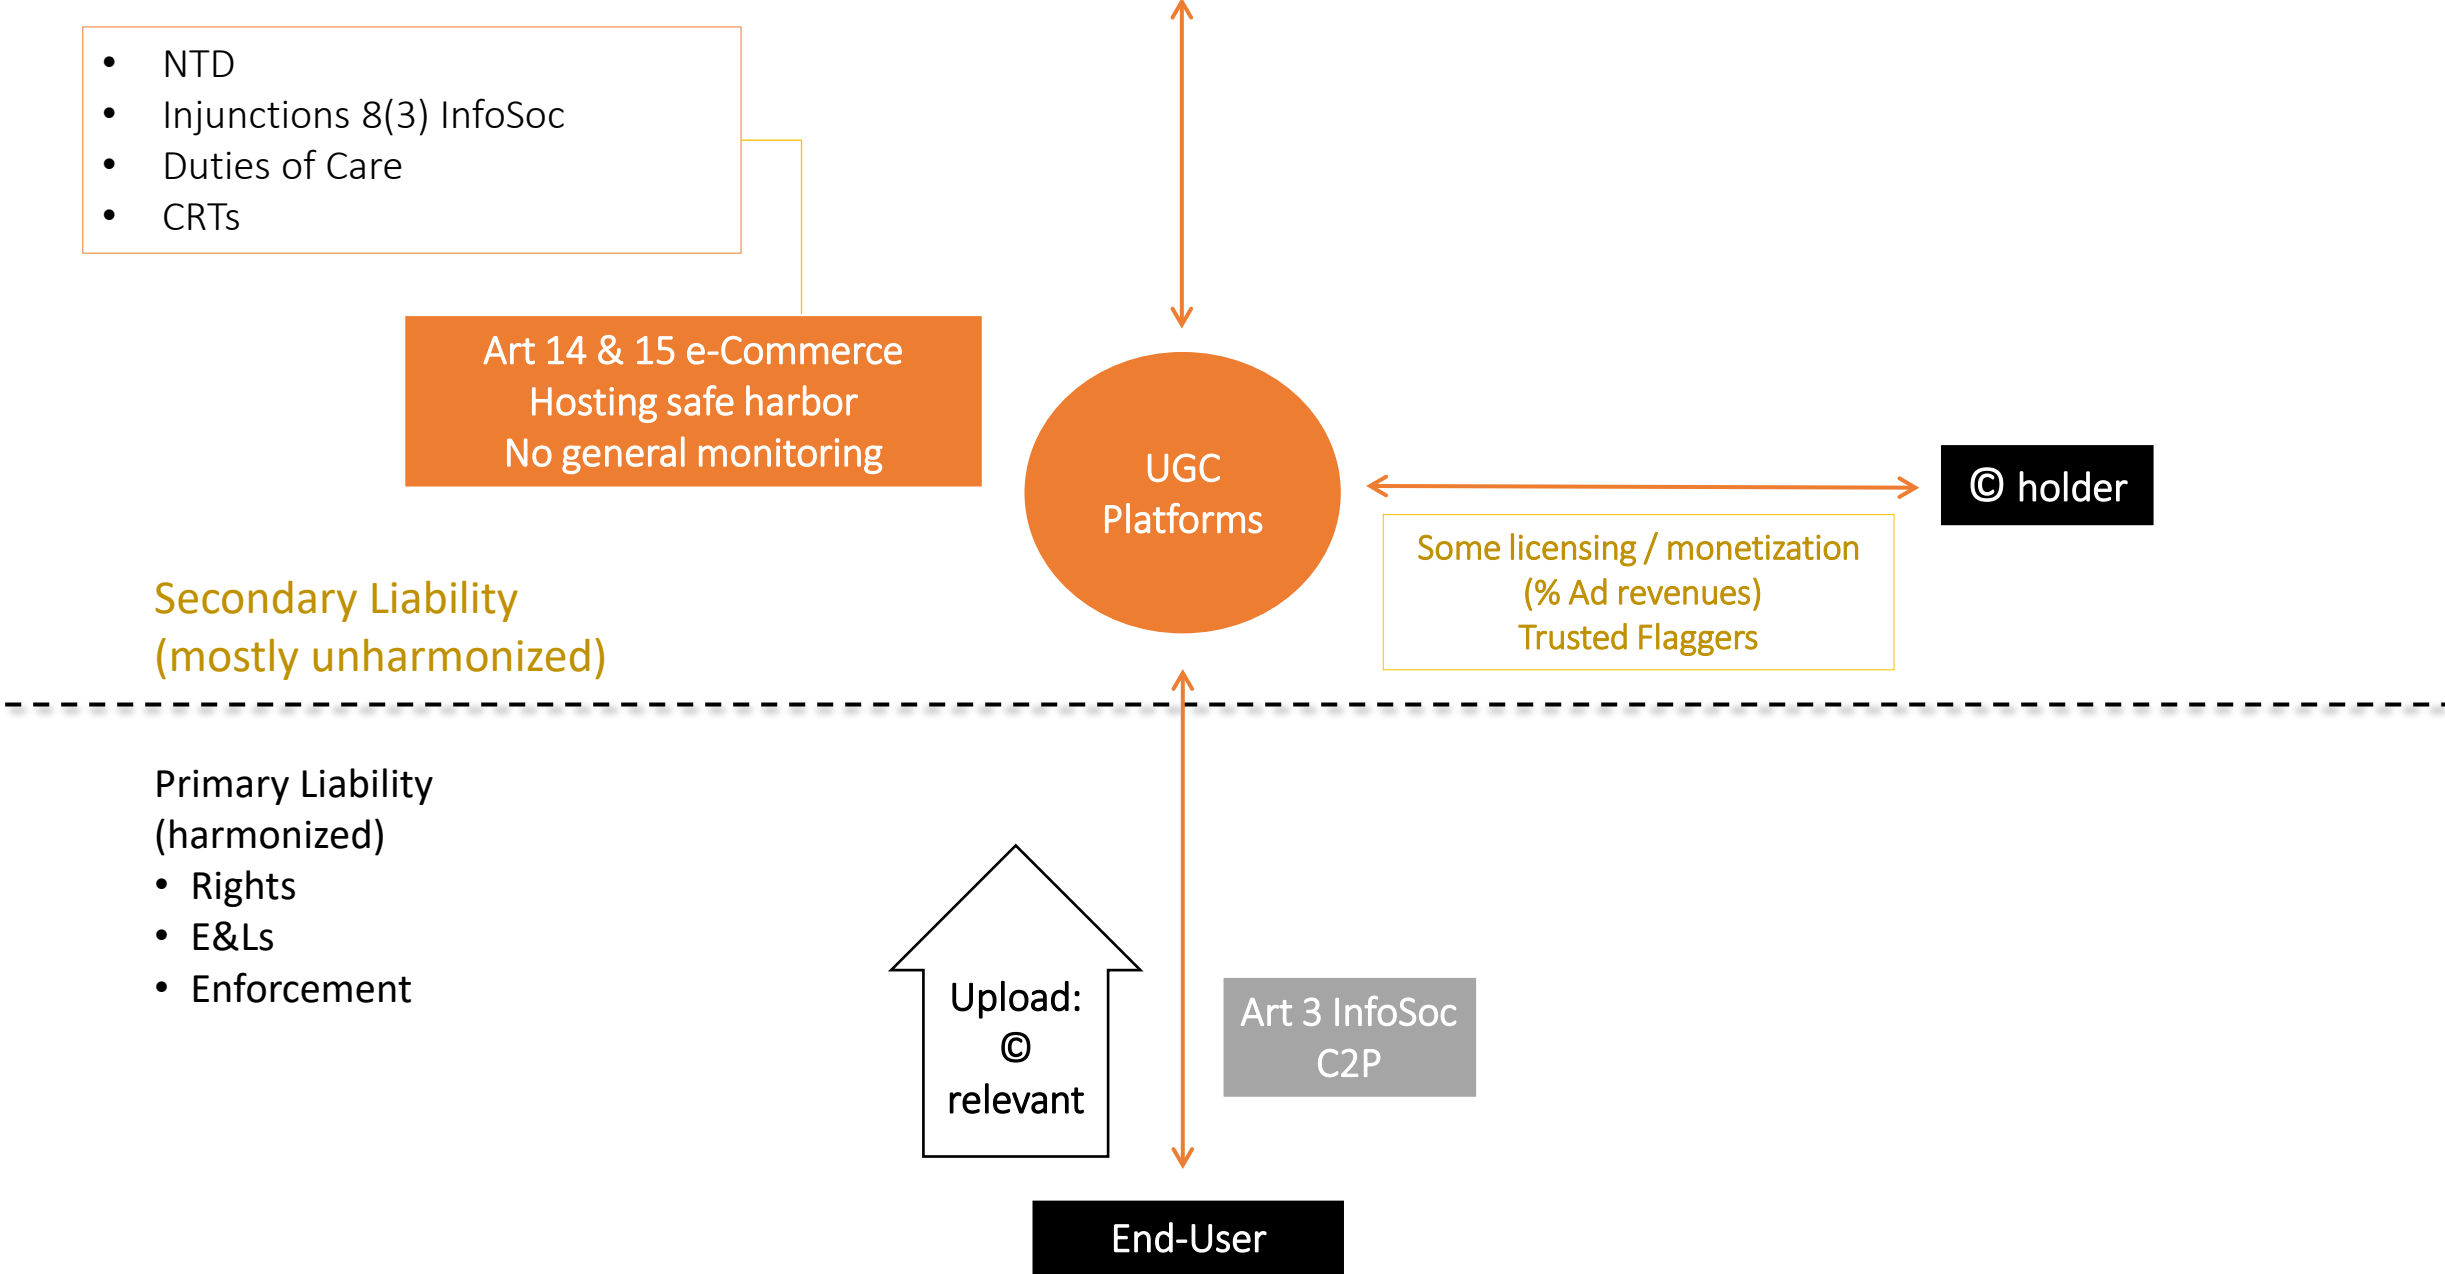 • NTD
• Injunctions 8(3) InfoSoc
• Duties of Care
• CRTs
Art 14 & 15 e-Commerce
Hosting safe harbor
No general monitoring
UGC
Platforms
© holder
Some licensing / monetization
(% Ad revenues)
Trusted Flaggers
Secondary Liability
(mostly unharmonized)
Primary Liability
(harmonized)
• Rights
• E&Ls
• Enforcement
Upload:
©
relevant
Art 3 InfoSoc
C2P
End-User